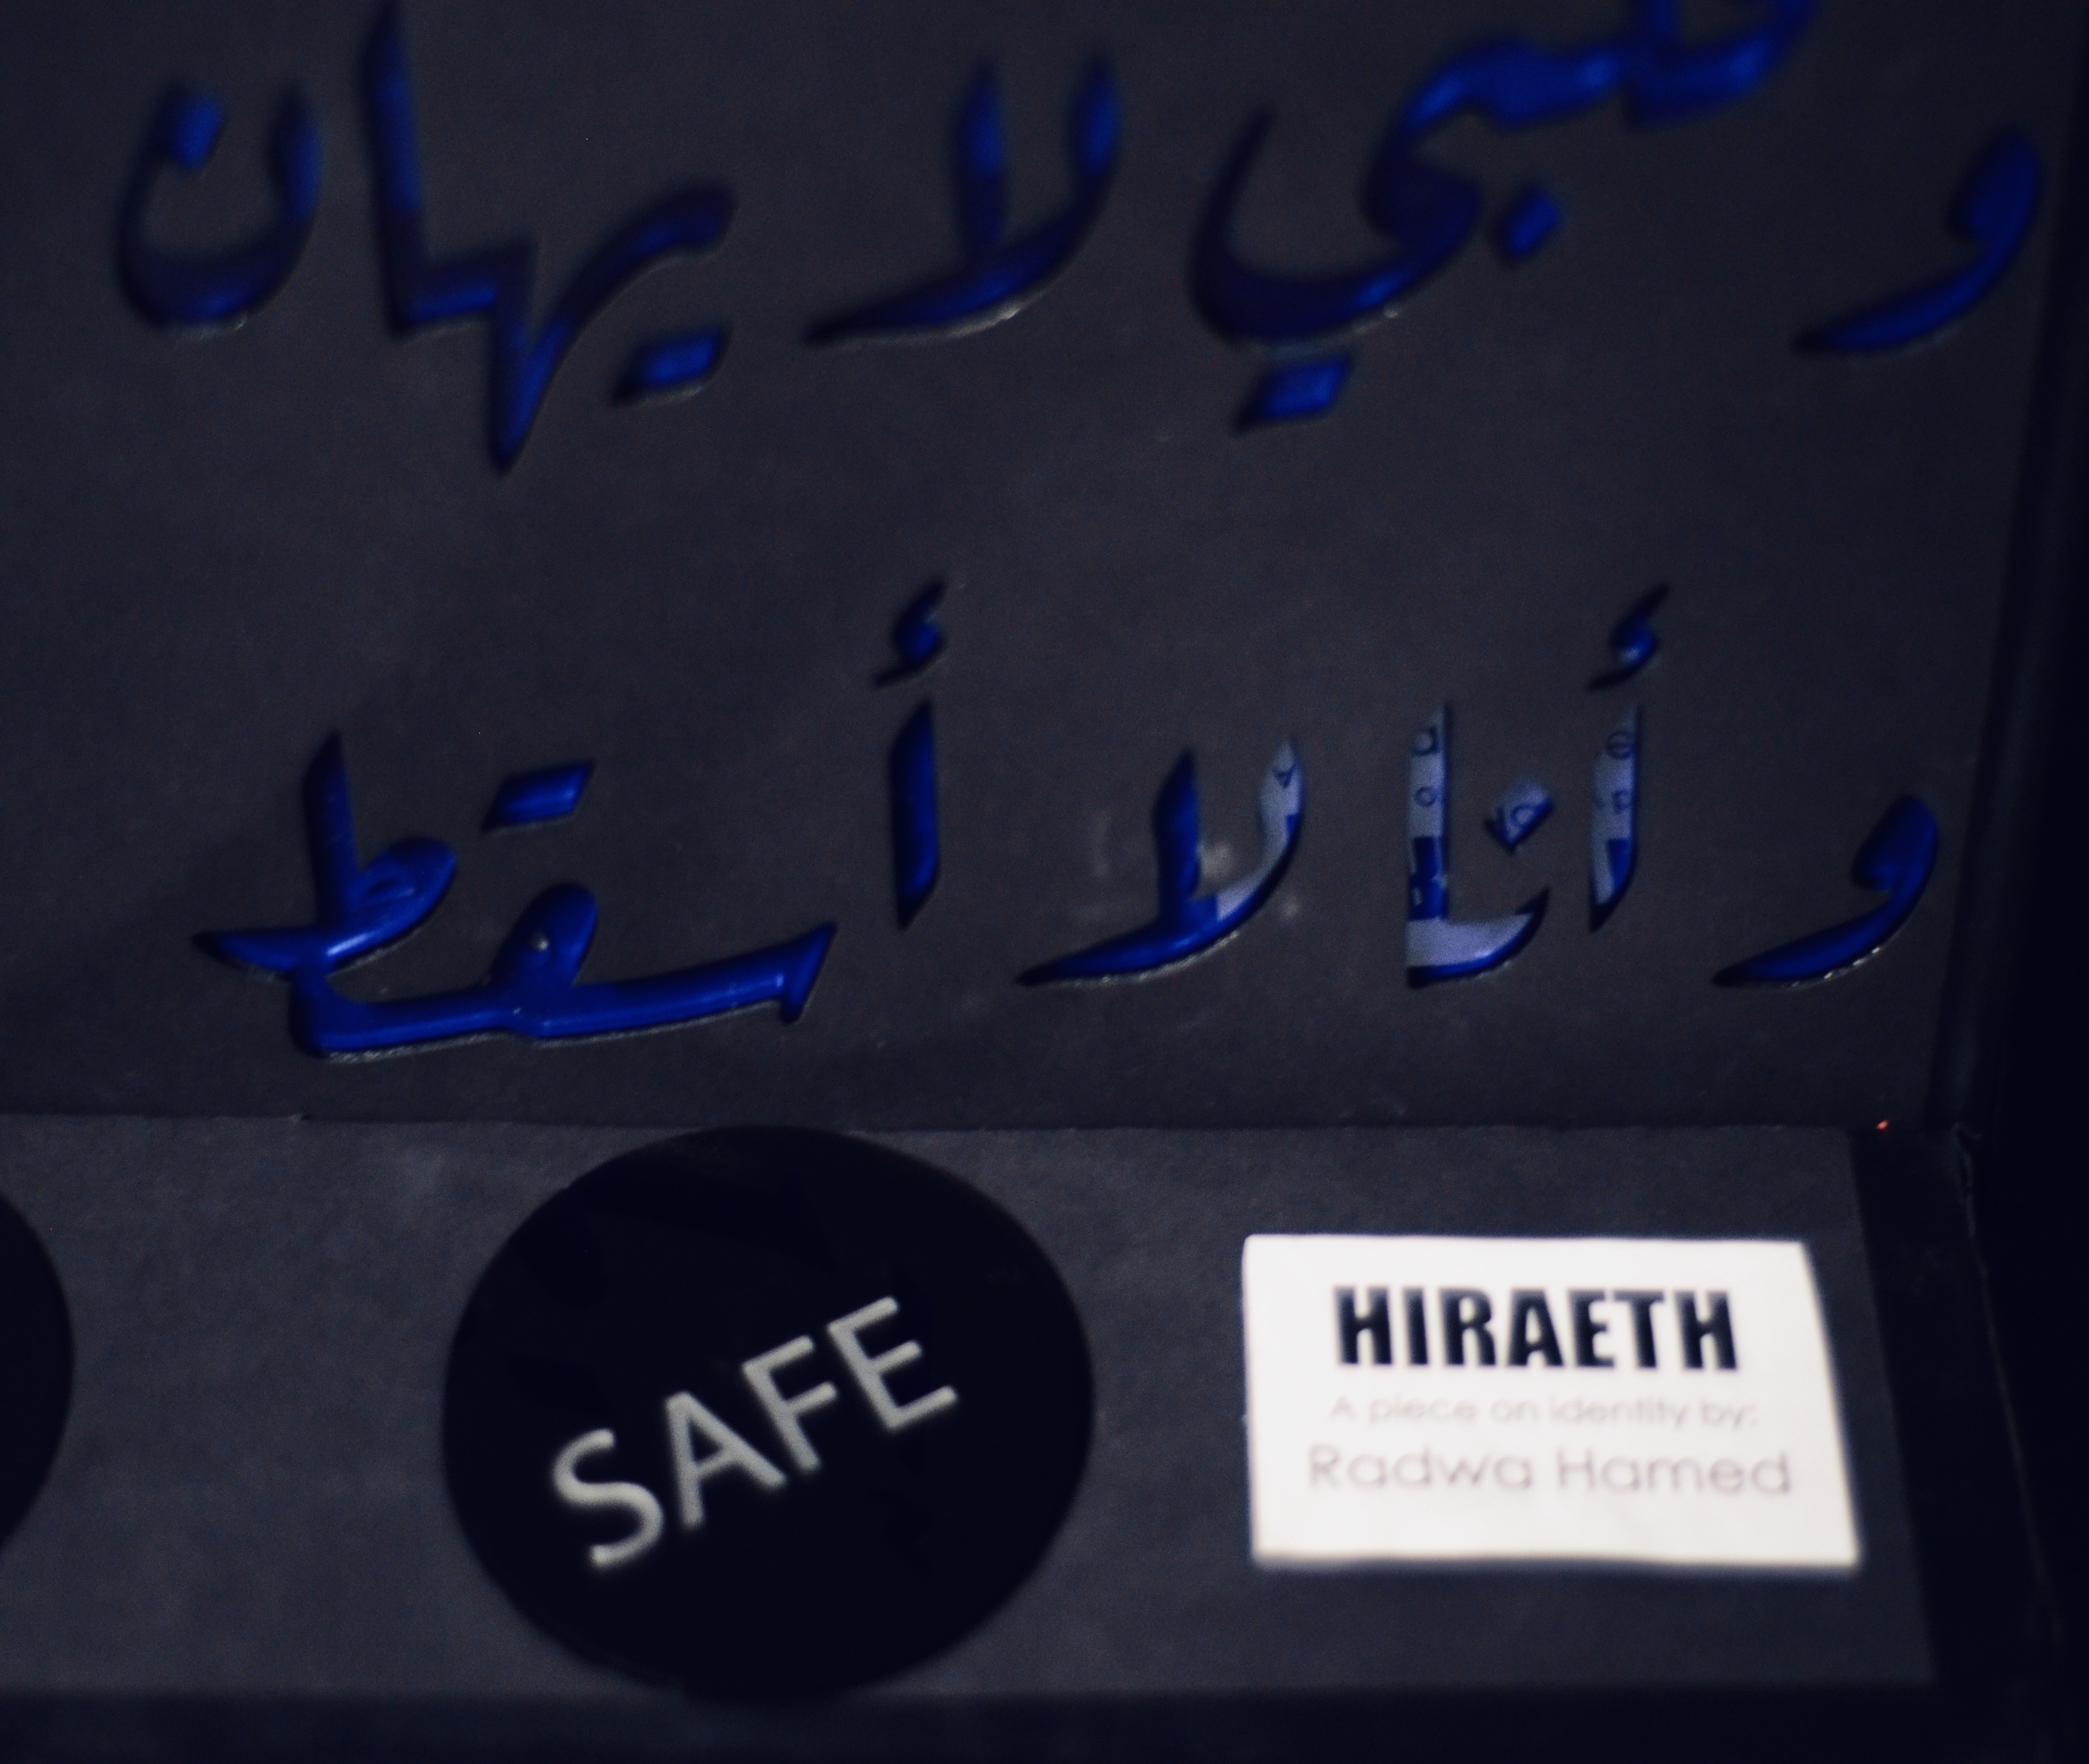 و قلبي لا يهان
و أنا لا أسقط
SAFE
HIRAETH
A piece on identity by:
Radwa Hamed